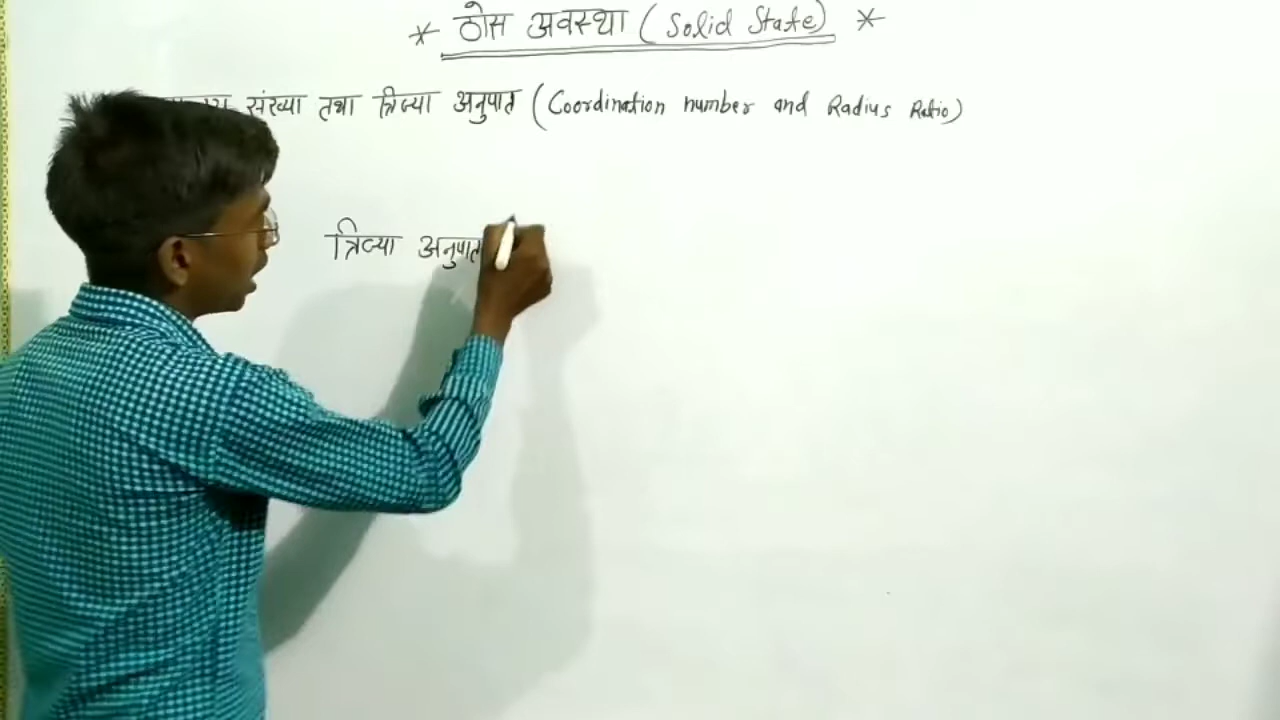 * ठोस अवस्था ( Solid State ) *
संख्या तथा त्रिज्या अनुपात ( Coordination number and Radius Ratio )
त्रिज्या अनुपात